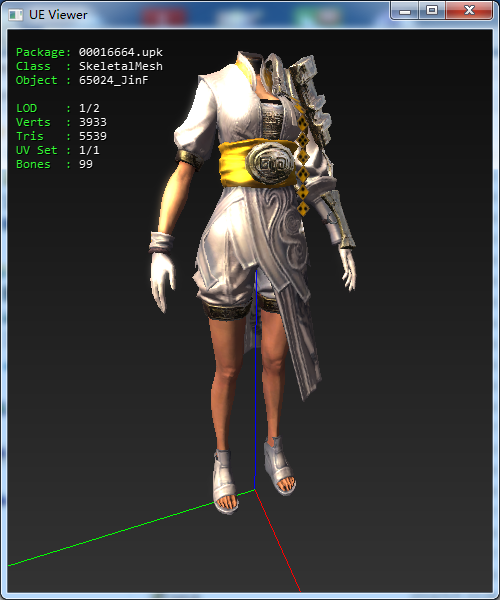 UE Viewer
Package: 00016664.upk
Class : SkeletalMesh
Object : 65024_JinF
LOD : 1/2
Verts : 3933
Tris : 5539
UV Set : 1/1
Bones : 99